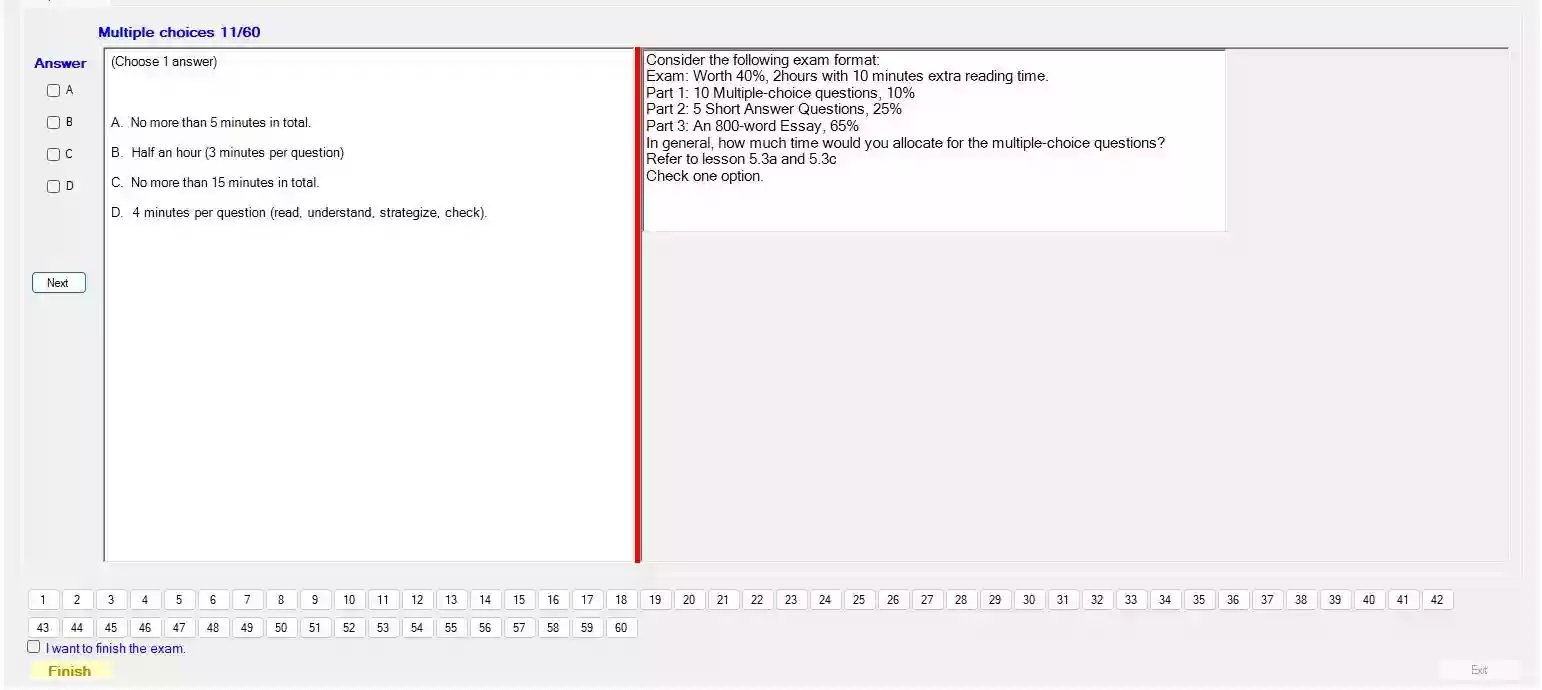 Multiple choices 11/60
Answer
A
B
C
D
Next
(Choose 1 answer)
A. No more than 5 minutes in total.
B. Half an hour (3 minutes per question)
C. No more than 15 minutes in total.
D. 4 minutes per question (read, understand, strategize, check).
Consider the following exam format:
Exam: Worth 40%, 2hours with 10 minutes extra reading time.
Part 1: 10 Multiple-choice questions, 10%
Part 2: 5 Short Answer Questions, 25%
Part 3: An 800-word Essay, 65%
In general, how much time would you allocate for the multiple-choice questions?
Refer to lesson 5.3a and 5.3c
Check one option.
1 2 3 4 5 6 7 8 9 10 11 12 13 14 15 16 17 18 19 20 21 22 23 24 25 26 27 28 29 30 31 32 33 34 35 36 37 38 39 40 41 42
43 44 45 46 47 48 49 50 51 52 53 54 55 56 57 58 59 60
I want to finish the exam.
Finish
Exit